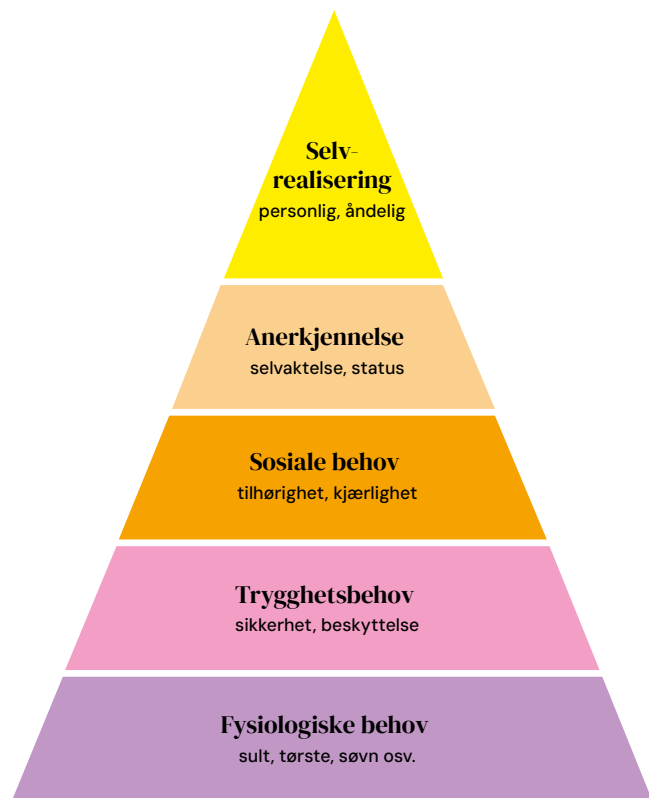 Selv-
realisering
personlig, åndelig
Anerkjennelse
selvaktelse, status
Sosiale behov
tilhørighet, kjærlighet
Trygghetsbehov
sikkerhet, beskyttelse
Fysiologiske behov
sult, tørste, søvn osv.